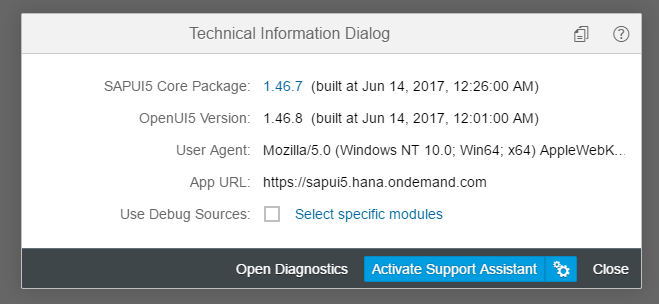 Technical Information Dialog
SAPUI5 Core Package: 1.46.7 (built at Jun 14, 2017, 12:26:00 AM)
OpenUI5 Version: 1.46.8 (built at Jun 14, 2017, 12:01:00 AM)
User Agent: Mozilla/5.0 (Windows NT 10.0; Win64; x64) AppleWebK...
App URL: https://sapui5.hana.ondemand.com
Use Debug Sources: Select specific modules
Open Diagnostics Activate Support Assistant Close